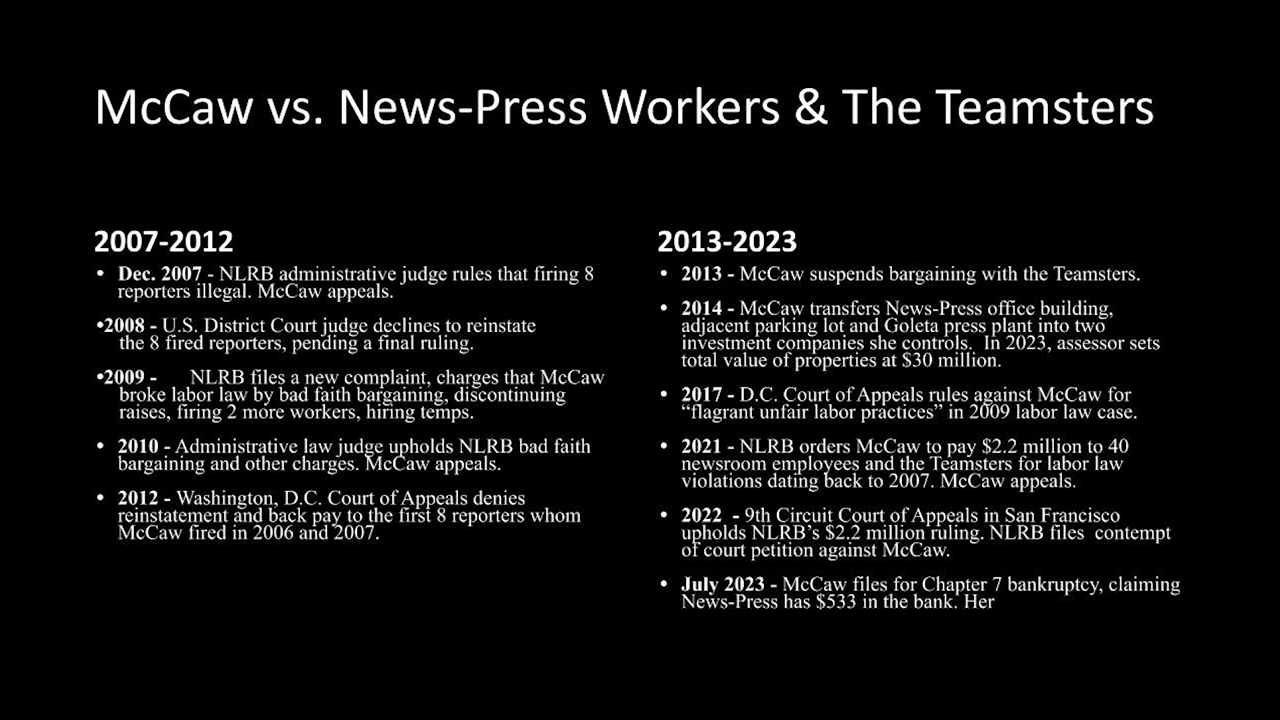 McCaw vs. News-Press Workers & The Teamsters
2007-2012
• Dec. 2007 - NLRB administrative judge rules that firing 8
reporters illegal. McCaw appeals.
•2008 - U.S. District Court judge declines to reinstate
the 8 fired reporters, pending a final ruling.
•2009 - NLRB files a new complaint, charges that McCaw
broke labor law by bad faith bargaining, discontinuing
raises, firing 2 more workers, hiring temps.
• 2010 - Administrative law judge upholds NLRB bad faith
bargaining and other charges. McCaw appeals.
• 2012 - Washington, D.C. Court of Appeals denies
reinstatement and back pay to the first 8 reporters whom
McCaw fired in 2006 and 2007.
2013-2023
• 2013 - McCaw suspends bargaining with the Teamsters.
• 2014 - McCaw transfers News-Press office building,
adjacent parking lot and Goleta press plant into two
investment companies she controls. In 2023, assessor sets
total value of properties at $30 million.
• 2017 - D.C. Court of Appeals rules against McCaw for
“flagrant unfair labor practices” in 2009 labor law case.
• 2021 - NLRB orders McCaw to pay $2.2 million to 40
newsroom employees and the Teamsters for labor law
violations dating back to 2007. McCaw appeals.
• 2022 - 9th Circuit Court of Appeals in San Francisco
upholds NLRB’s $2.2 million ruling. NLRB files contempt
of court petition against McCaw.
• July 2023 - McCaw files for Chapter 7 bankruptcy, claiming
News-Press has $533 in the bank. Her